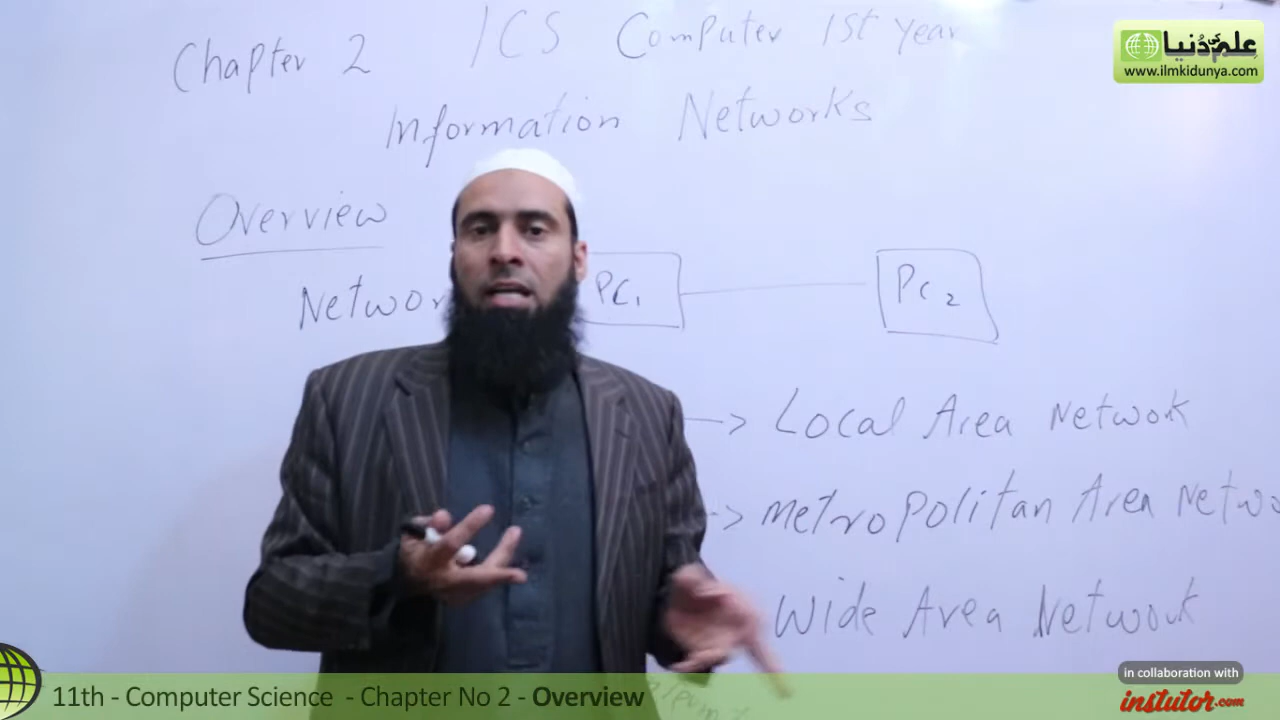 Chapter 2 ICS Computer 1st year
Information Networks
Overview
Networ
PC1
PC2
-> Local Area Network
-> Metropolitan Area Netwo
Wide Area Network
علم کی دُنیا
www.ilmkidunya.com
in collaboration with
instutor.com
11th - Computer Science - Chapter No 2 - Overview